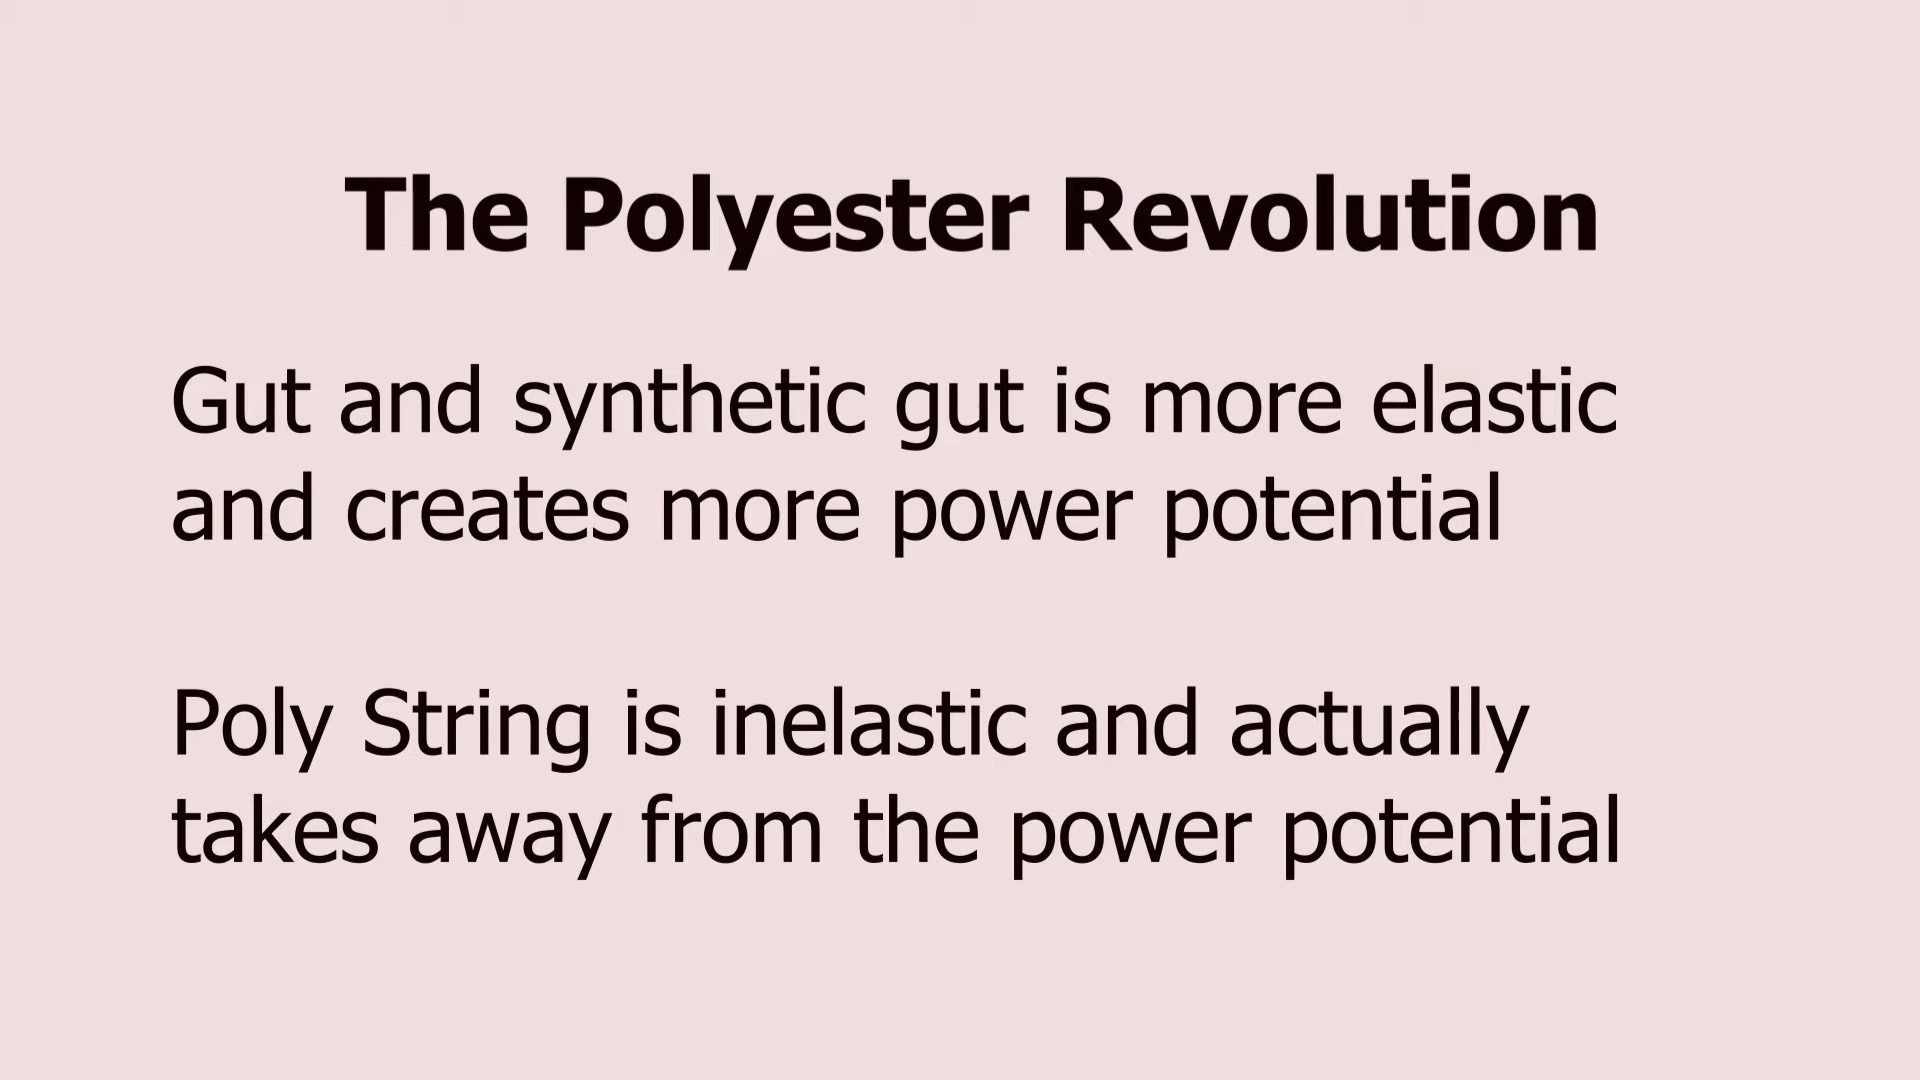 The Polyester Revolution
Gut and synthetic gut is more elastic
and creates more power potential
Poly String is inelastic and actually
takes away from the power potential